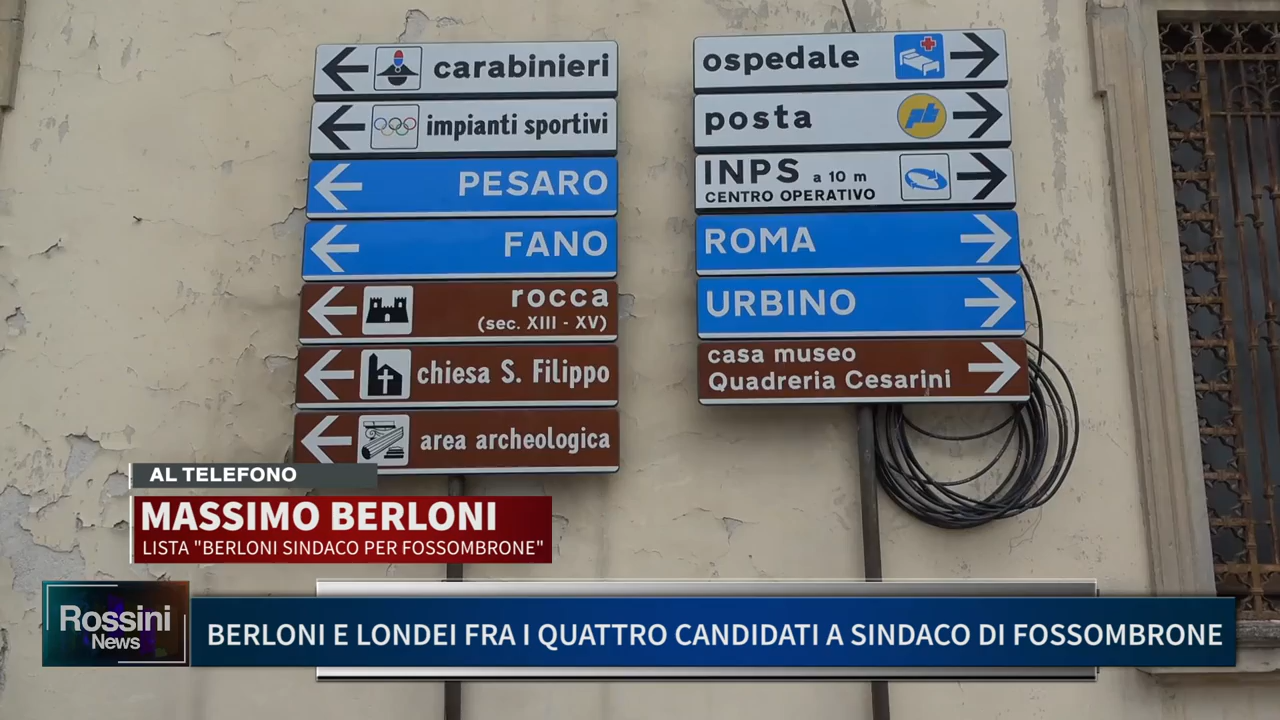 carabinieri
impianti sportivi
PESARO
FANO
rocca
(sec. XIII - XV)
chiesa S. Filippo
area archeologica
ospedale
posta
INPS a 10 m
CENTRO OPERATIVO
ROMA
URBINO
casa museo
Quadreria Cesarini
AL TELEFONO
MASSIMO BERLONI
LISTA "BERLONI SINDACO PER FOSSOMBRONE"
Rossini
News
BERLONI E LONDEI FRA I QUATTRO CANDIDATI A SINDACO DI FOSSOMBRONE